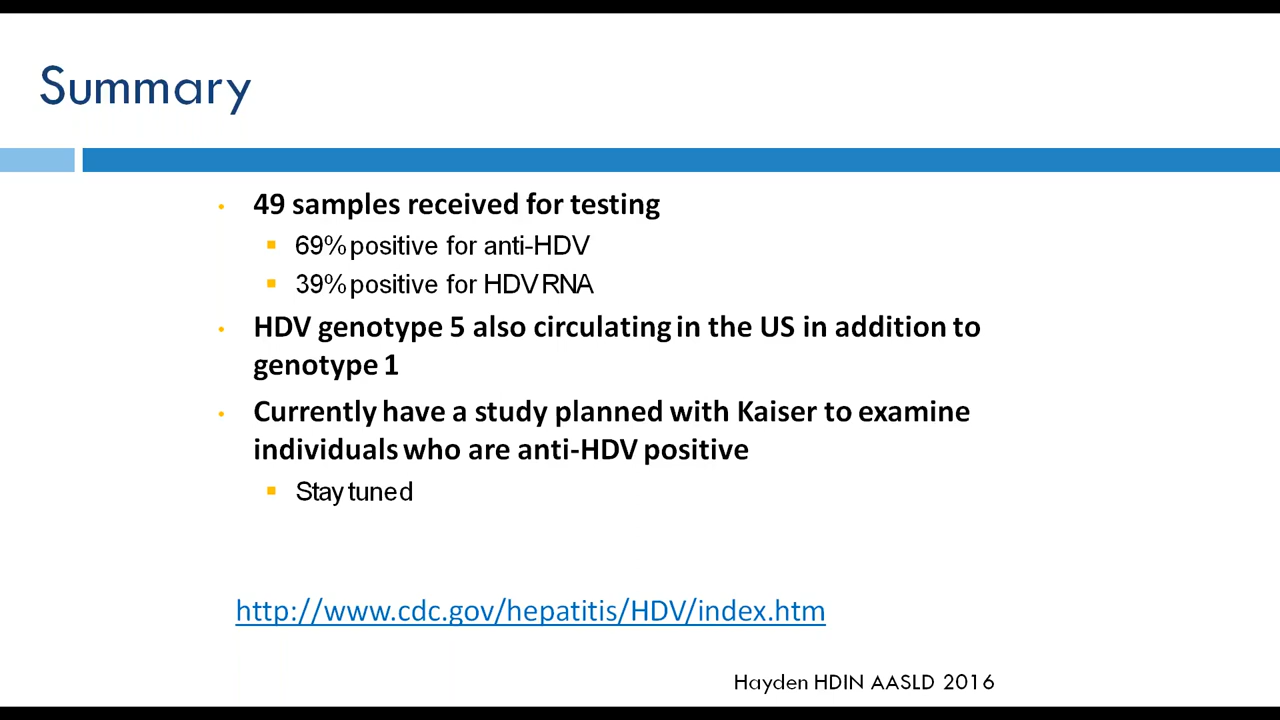 Summary
49 samples received for testing
69% positive for anti-HDV
39% positive for HDV RNA
HDV genotype 5 also circulating in the US in addition to
genotype 1
Currently have a study planned with Kaiser to examine
individuals who are anti-HDV positive
Stay tuned
http://www.cdc.gov/hepatitis/HDV/index.htm
Hayden HDIN AASLD 2016